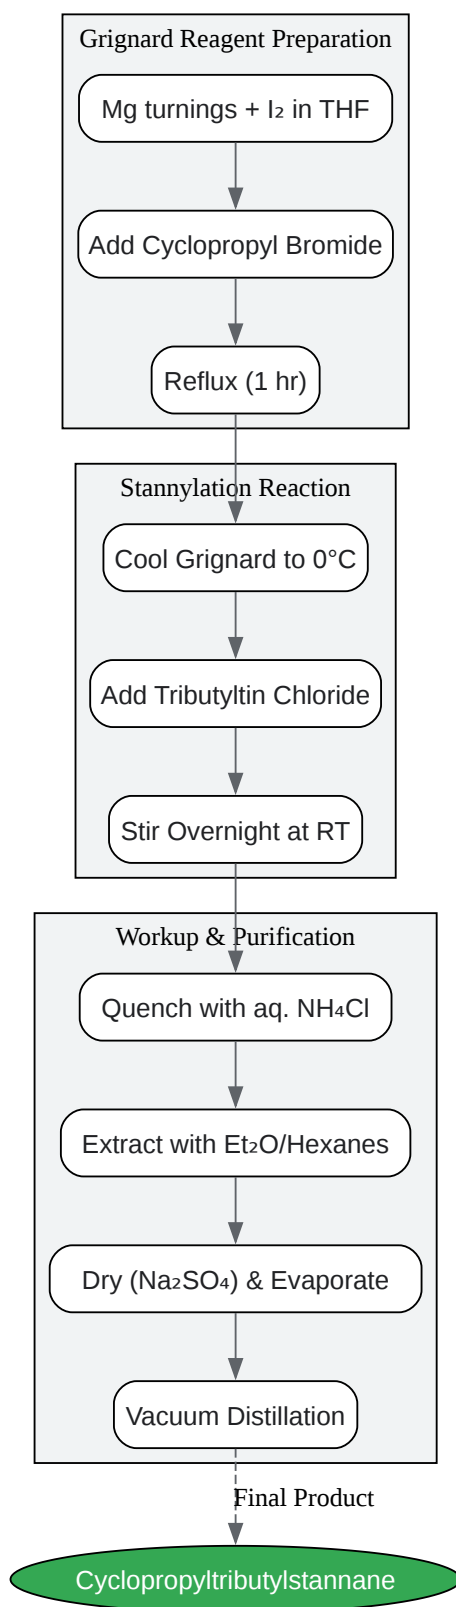 Grignard Reagent Preparation
Mg turnings + I₂ in THF
Add Cyclopropyl Bromide
Reflux (1 hr)
Stannylation Reaction
Cool Grignard to 0°C
Add Tributyltin Chloride
Stir Overnight at RT
Workup & Purification
Quench with aq. NH₄Cl
Extract with Et₂O/Hexanes
Dry (Na₂SO₄) & Evaporate
Vacuum Distillation
Final Product
Cyclopropyltributylstannane